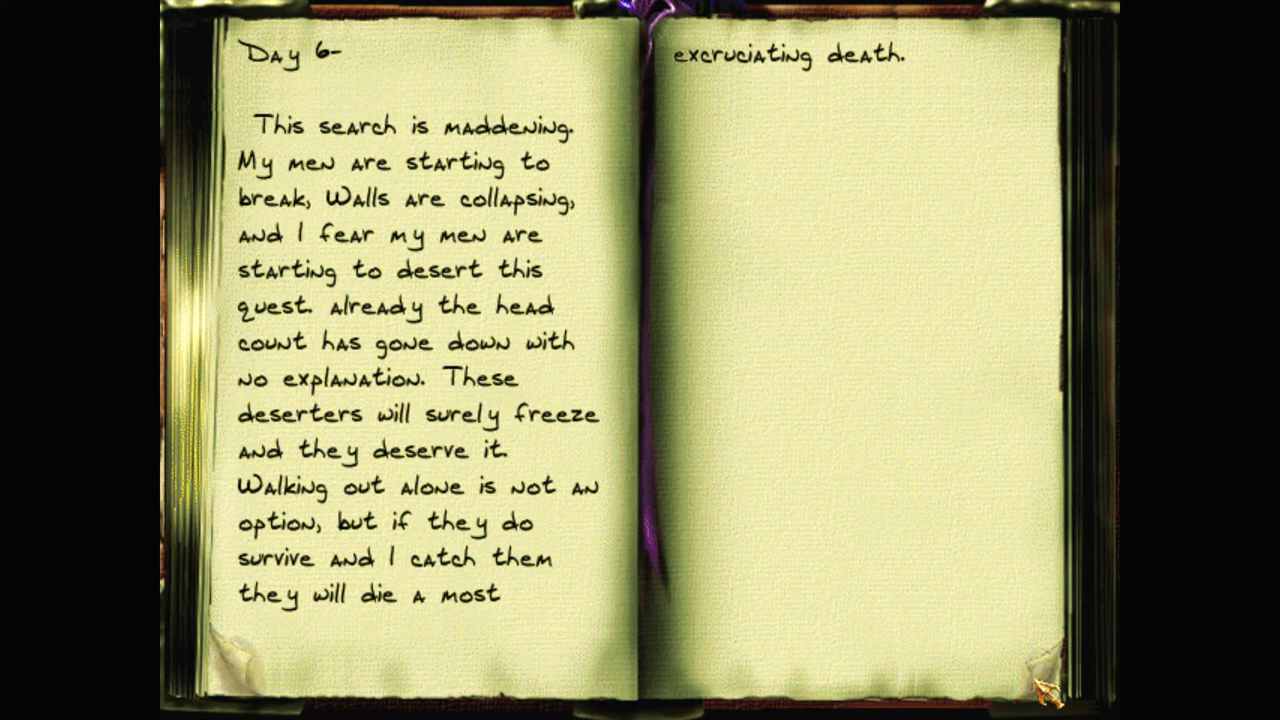 Day 6-
This search is maddening.
My men are starting to
break, Walls are collapsing,
and I fear my men are
starting to desert this
quest. Already the head
count has gone down with
no explanation. These
deserters will surely freeze
and they deserve it.
Walking out alone is not an
option, but if they do
survive and I catch them
they will die a most
excruciating death.